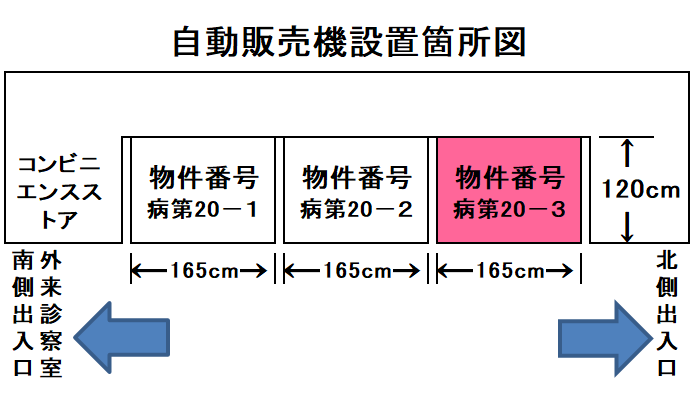 自動販売機設置箇所図
コンビニ
エンスス
トア
物件番号
病第20－1
物件番号
病第20－2
物件番号
病第20－3
120cm
165cm
165cm
165cm
外来診察室
南側出入口
北側出入口